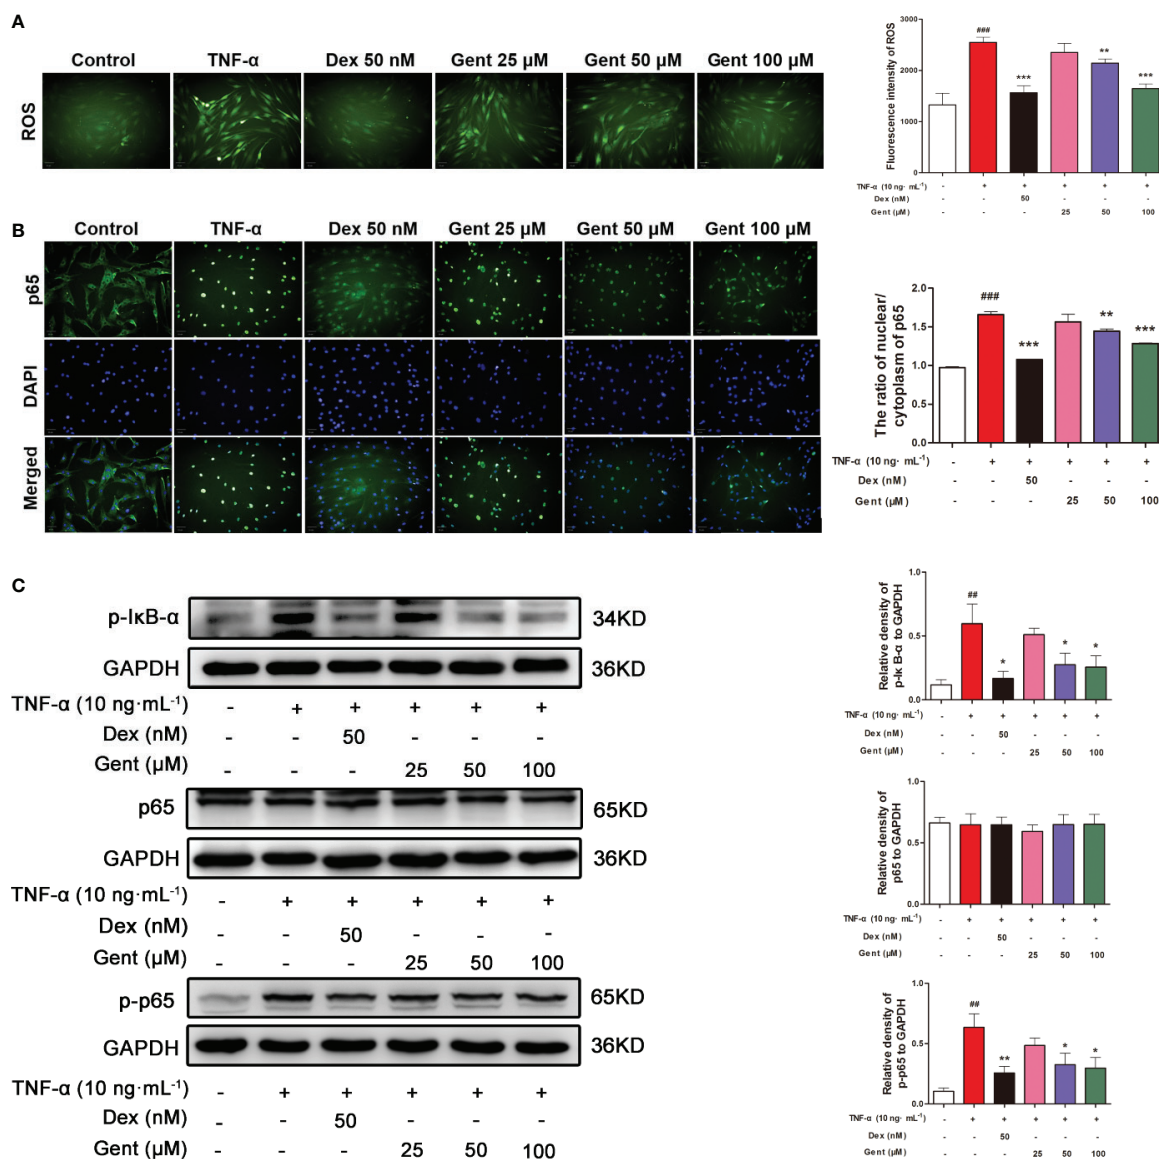 A
Control TNF-α Dex 50 nM Gent 25 μM Gent 50 μM Gent 100 μM
ROS
Fluorescence intensity of ROS
3000
2000
1000
0
TNF-α (10 ng· mL-1) - + + + + +
Dex (nM) - - 50 - - -
Gent (μM) - - - 25 50 100
### *** ** ***
B
Control TNF-α Dex 50 nM Gent 25 μM Gent 50 μM Gent 100 μM
p65
DAPI
Merged
The ratio of nuclear/
cytoplasm of p65
2.0
1.5
1.0
0.5
0.0
### *** ** ***
TNF-α (10 ng· mL-1) - + + + + +
Dex (nM) - - 50 - - -
Gent (μM) - - - 25 50 100
C
p-IκB-α 34KD
GAPDH 36KD
TNF-α (10 ng·mL-1) - + + + + +
Dex (nM) - - 50 - - -
Gent (μM) - - - 25 50 100
p65 65KD
GAPDH 36KD
TNF-α (10 ng·mL-1) - + + + + +
Dex (nM) - - 50 - - -
Gent (μM) - - - 25 50 100
p-p65 65KD
GAPDH 36KD
TNF-α (10 ng·mL-1) - + + + + +
Dex (nM) - - 50 - - -
Gent (μM) - - - 25 50 100
Relative density of
p-Iκ B-α to GAPDH
1.0
0.5
0.0
## * * *
TNF-α (10 ng· mL-1) - + + + + +
Dex (nM) - - 50 - - -
Gent (μM) - - - 25 50 100
Relative density of
p65 to GAPDH
1.0
0.5
0.0
TNF-α (10 ng· mL-1) - + + + + +
Dex (nM) - - 50 - - -
Gent (μM) - - - 25 50 100
Relative density of
p-p65 to GAPDH
1.0
0.5
0.0
## ** * *
TNF-α (10 ng· mL-1) - + + + + +
Dex (nM) - - 50 - - -
Gent (μM) - - - 25 50 100